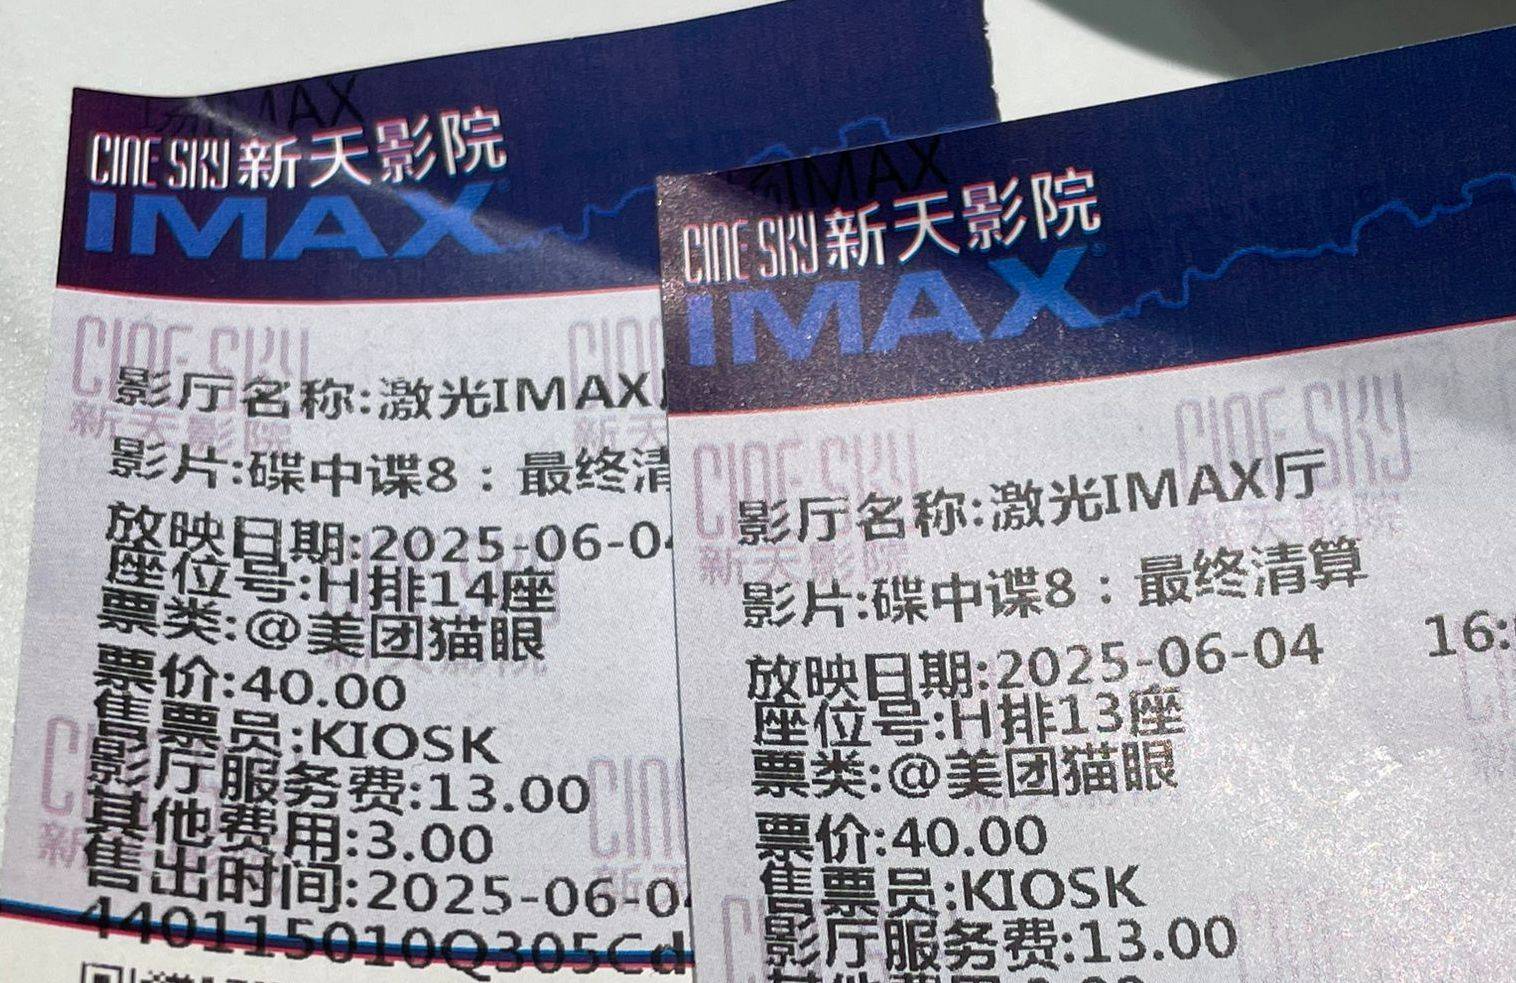 CINE SKY 新天影院
IMAX
影厅名称:激光IMAX
影片:碟中谍8：最终清
放映日期:2025-06-0
座位号:H排14座
票类:@美团猫眼
票价:40.00
售票员:KIOSK
影厅服务费:13.00
其他费用:3.00
售出时间:2025-06-0
440115010Q305Cd
CINE SKY 新天影院
IMAX
影厅名称:激光IMAX厅
影片:碟中谍8：最终清算
放映日期:2025-06-04 16:
座位号:H排13座
票类:@美团猫眼
票价:40.00
售票员:KIOSK
影厅服务费:13.00